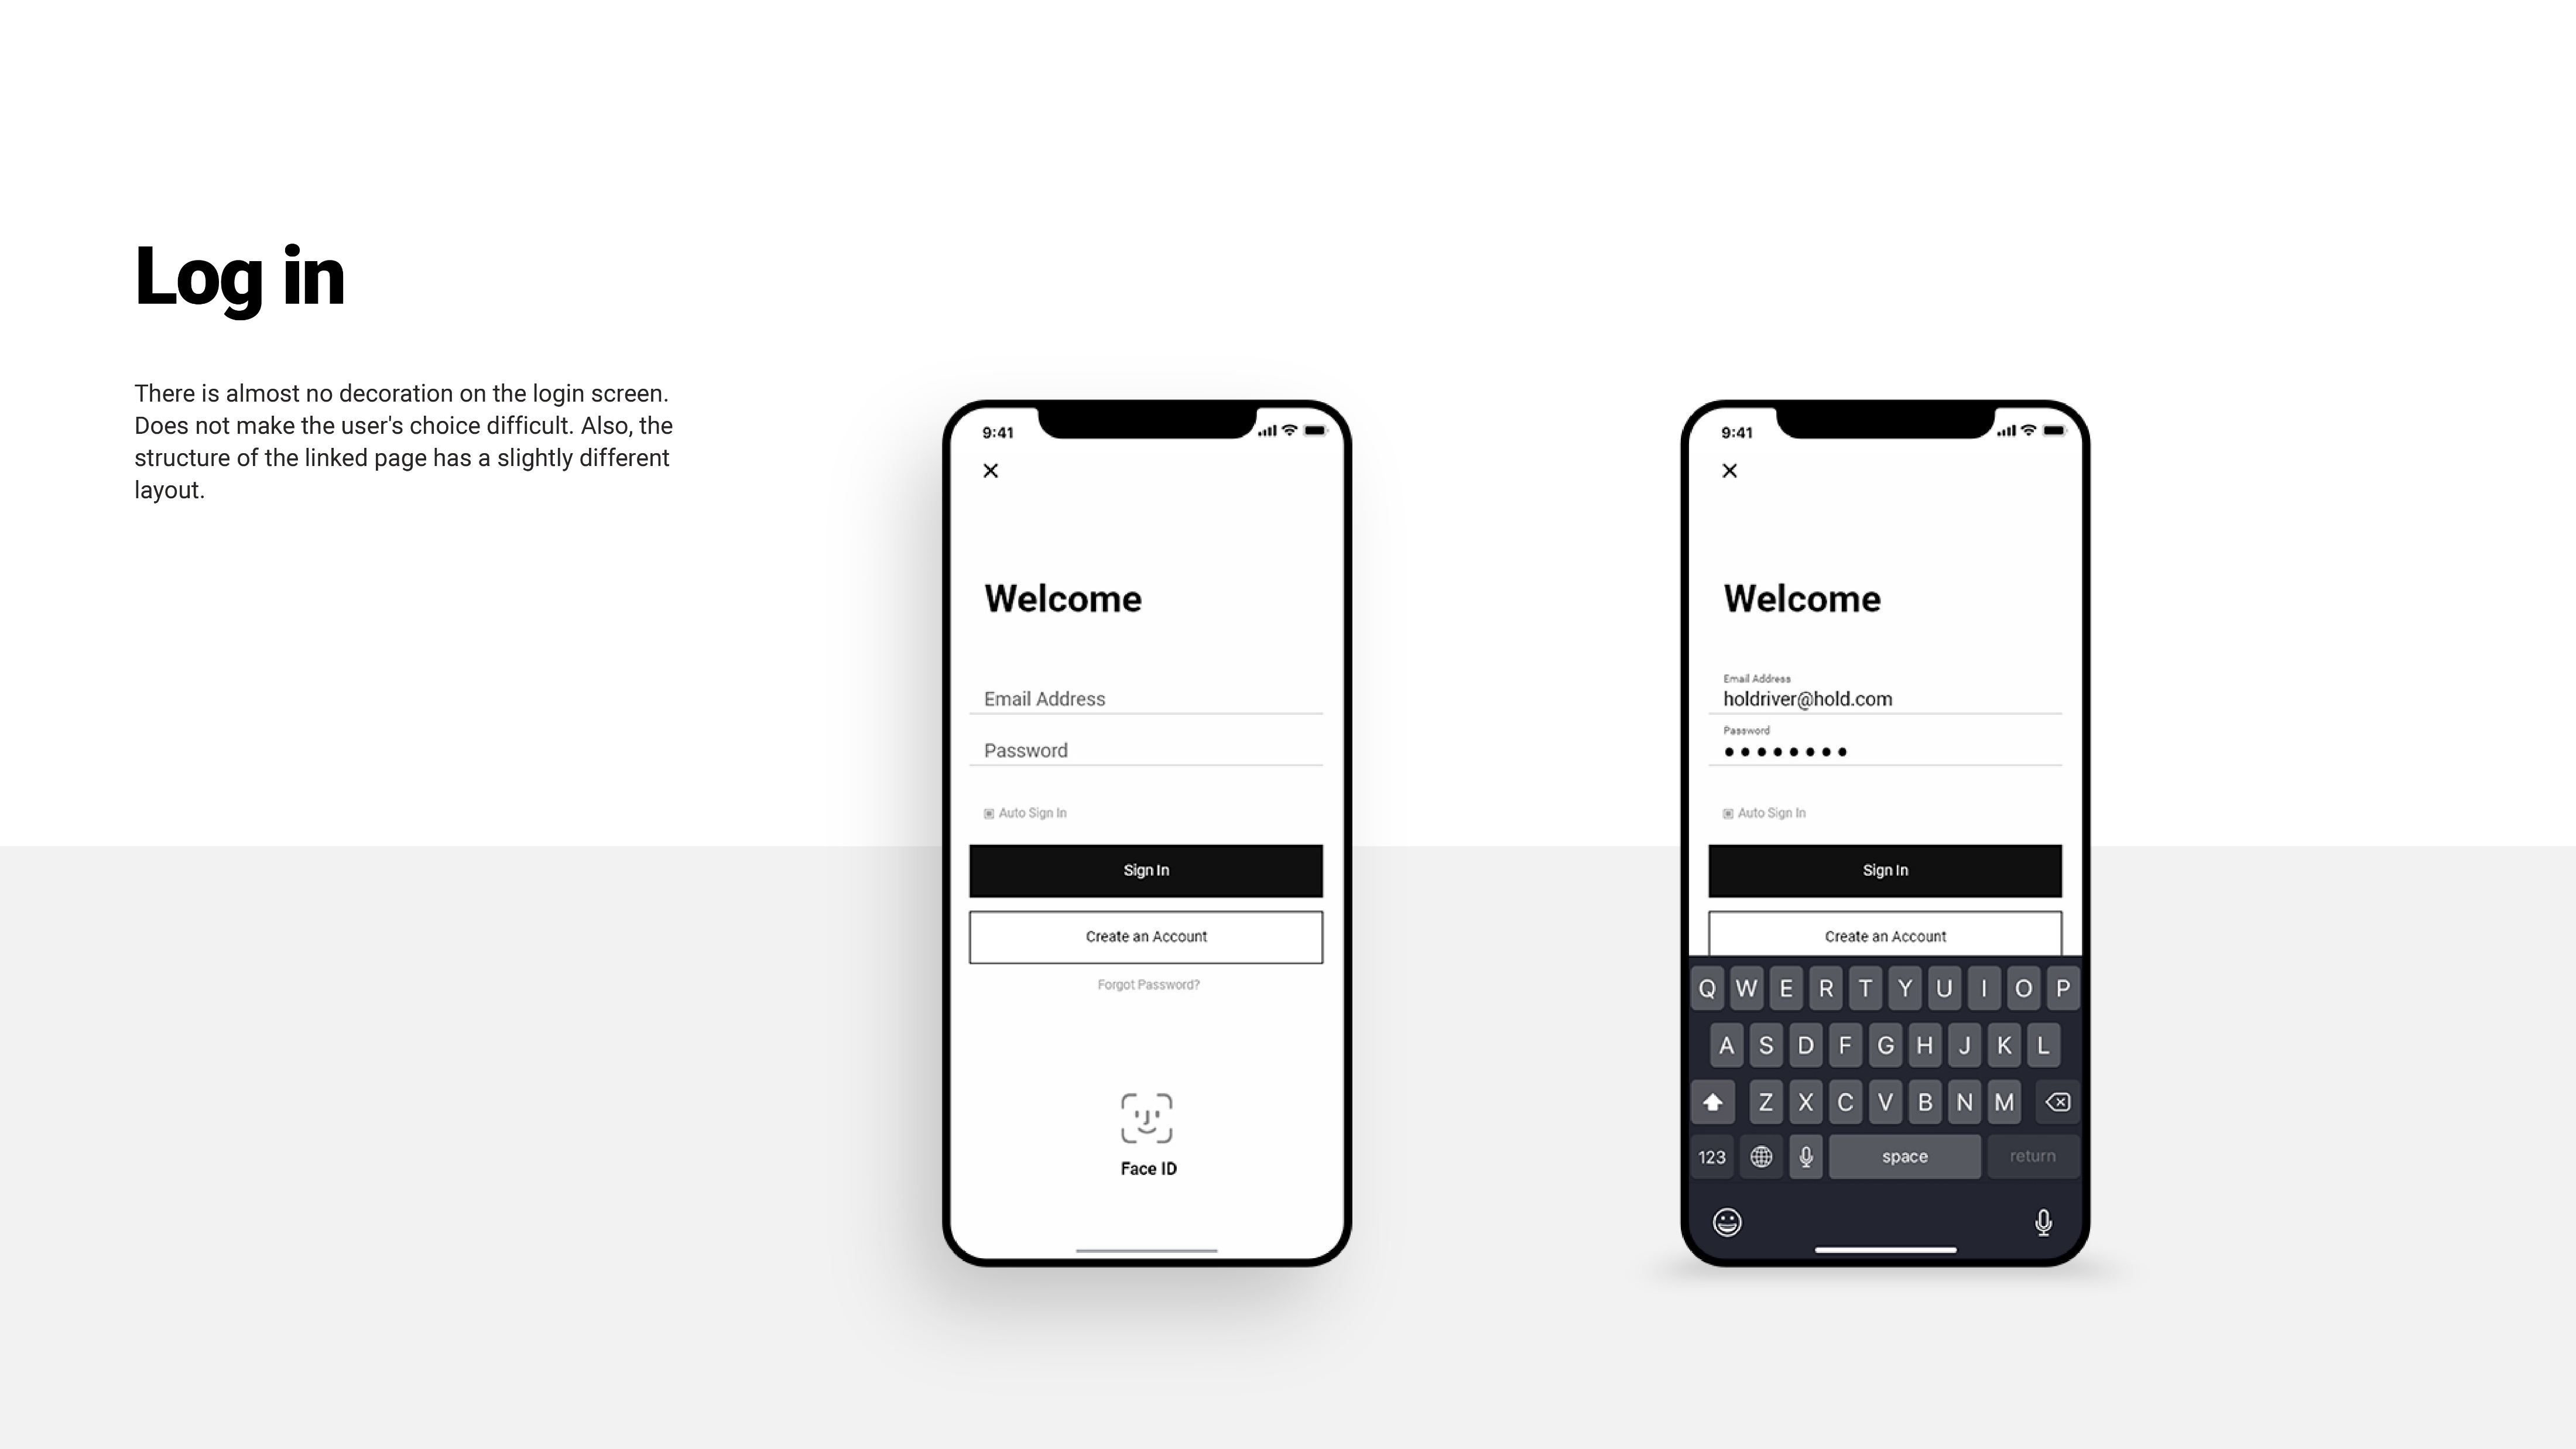 Log in
There is almost no decoration on the login screen.
Does not make the user's choice difficult. Also, the
structure of the linked page has a slightly different
layout.
9:41
Welcome
Email Address
Password
Auto Sign In
Sign In
Create an Account
Forgot Password?
Face ID
9:41
Welcome
Email Address
holdriver@hold.com
Password
Auto Sign In
Sign In
Create an Account
Q W E R T Y U I O P
A S D F G H J K L
Z X C V B N M
123 space return